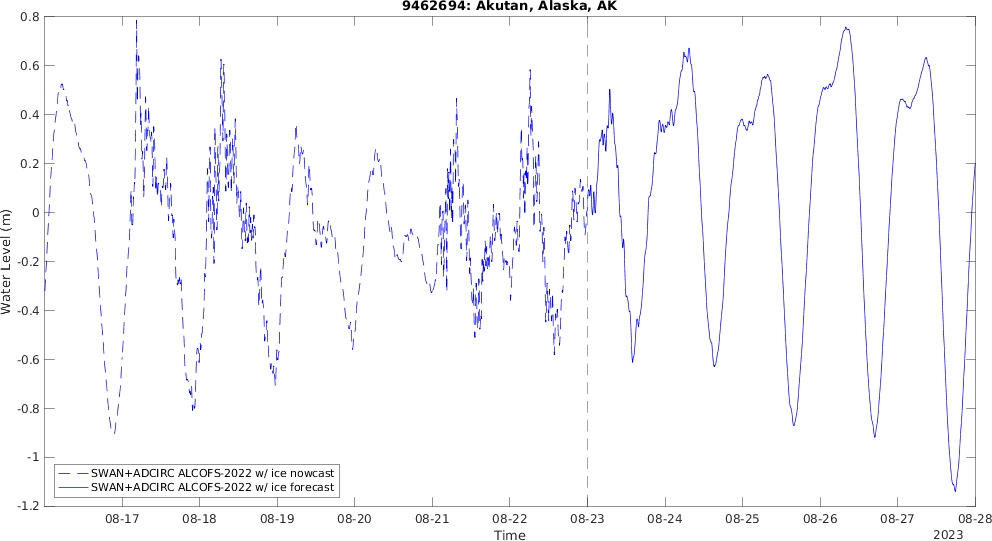 9462694: Akutan, Alaska, AK
0.8
0.6
0.4
0.2
0
-0.2
-0.4
-0.6
-0.8
-1
-1.2
Water Level (m)
SWAN+ADCIRC ALCOFS-2022 w/ ice nowcast
SWAN+ADCIRC ALCOFS-2022 w/ ice forecast
08-17 08-18 08-19 08-20 08-21 08-22 08-23 08-24 08-25 08-26 08-27 08-28
Time
2023